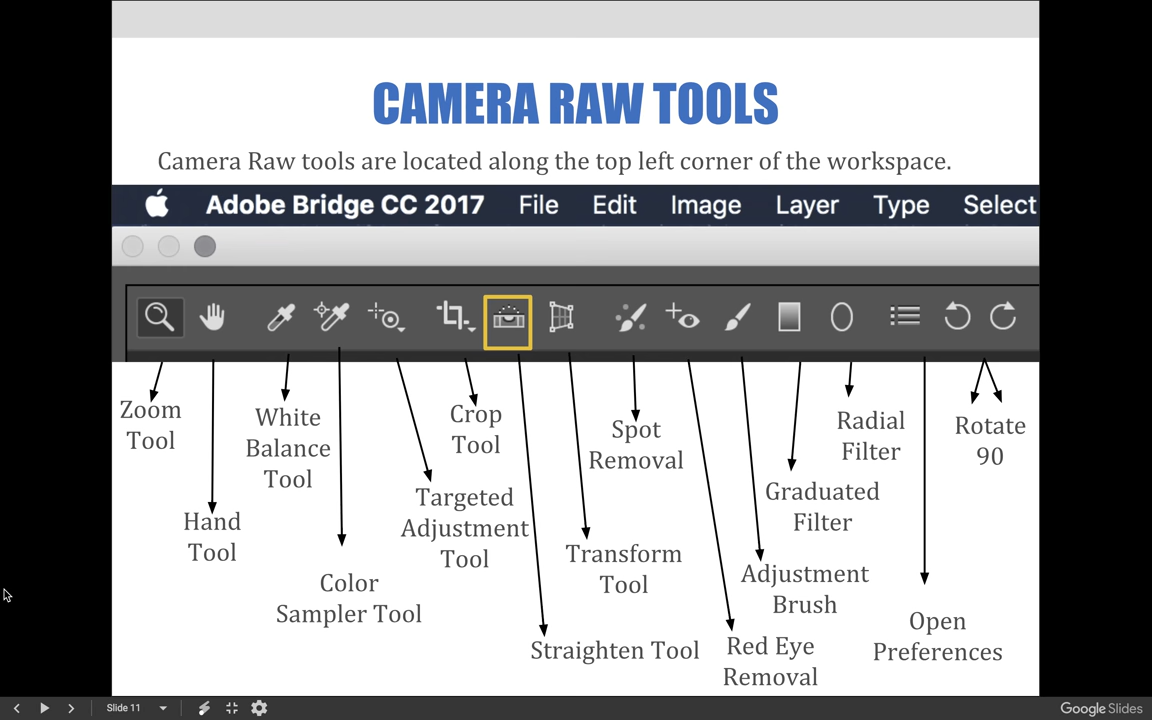 CAMERA RAW TOOLS
Camera Raw tools are located along the top left corner of the workspace.
Adobe Bridge CC 2017 File Edit Image Layer Type Select
Zoom
Tool
Hand
Tool
White
Balance
Tool
Color
Sampler Tool
Targeted
Adjustment
Tool
Crop
Tool
Straighten Tool
Transform
Tool
Spot
Removal
Red Eye
Removal
Adjustment
Brush
Graduated
Filter
Radial
Filter
Open
Preferences
Rotate
90
Slide 11
Google Slides